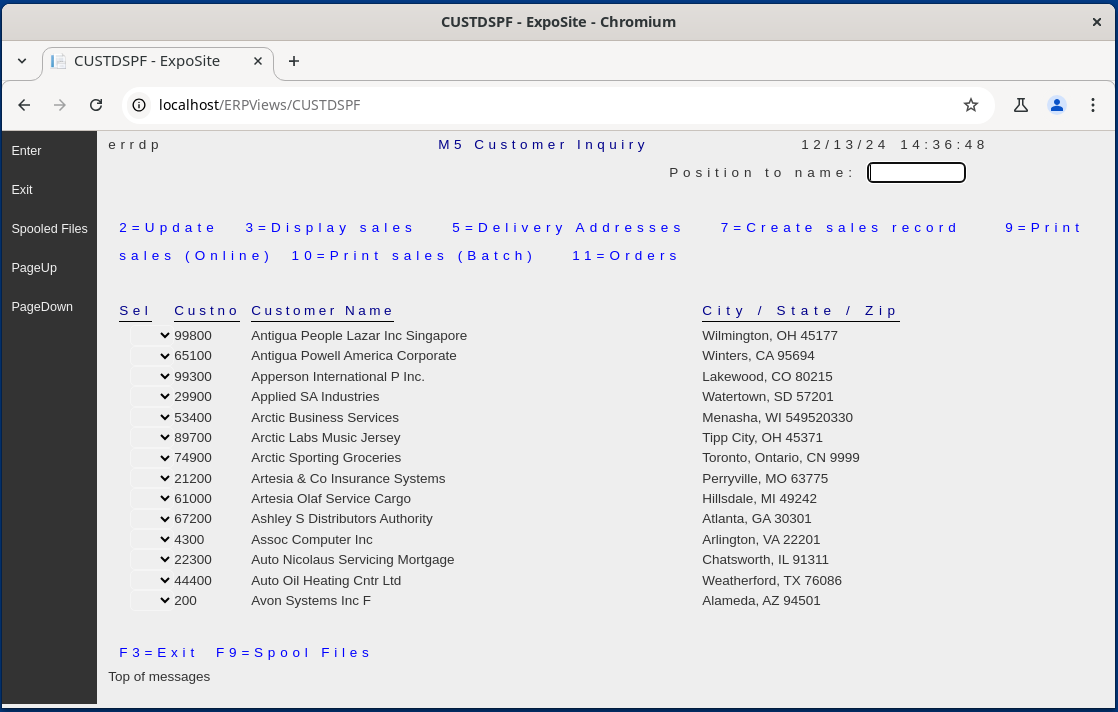 CUSTDSPF - ExpoSite - Chromium
CUSTDSPF - ExpoSite
localhost/ERPViews/CUSTDSPF
Enter
Exit
Spooled Files
PageUp
PageDown
errdp M5 Customer Inquiry 12/13/24 14:36:48
Position to name:
2=Update 3=Display sales 5=Delivery Addresses 7=Create sales record 9=Print
sales (Online) 10=Print sales (Batch) 11=Orders
Sel Custno Customer Name City / State / Zip
99800 Antigua People Lazar Inc Singapore Wilmington, OH 45177
65100 Antigua Powell America Corporate Winters, CA 95694
99300 Apperson International P Inc. Lakewood, CO 80215
29900 Applied SA Industries Watertown, SD 57201
53400 Arctic Business Services Menasha, WI 549520330
89700 Arctic Labs Music Jersey Tipp City, OH 45371
74900 Arctic Sporting Groceries Toronto, Ontario, CN 9999
21200 Artesia & Co Insurance Systems Perryville, MO 63775
61000 Artesia Olaf Service Cargo Hillsdale, MI 49242
67200 Ashley S Distributors Authority Atlanta, GA 30301
4300 Assoc Computer Inc Arlington, VA 22201
22300 Auto Nicolaus Servicing Mortgage Chatsworth, IL 91311
44400 Auto Oil Heating Cntr Ltd Weatherford, TX 76086
200 Avon Systems Inc F Alameda, AZ 94501
F3=Exit F9=Spool Files
Top of messages